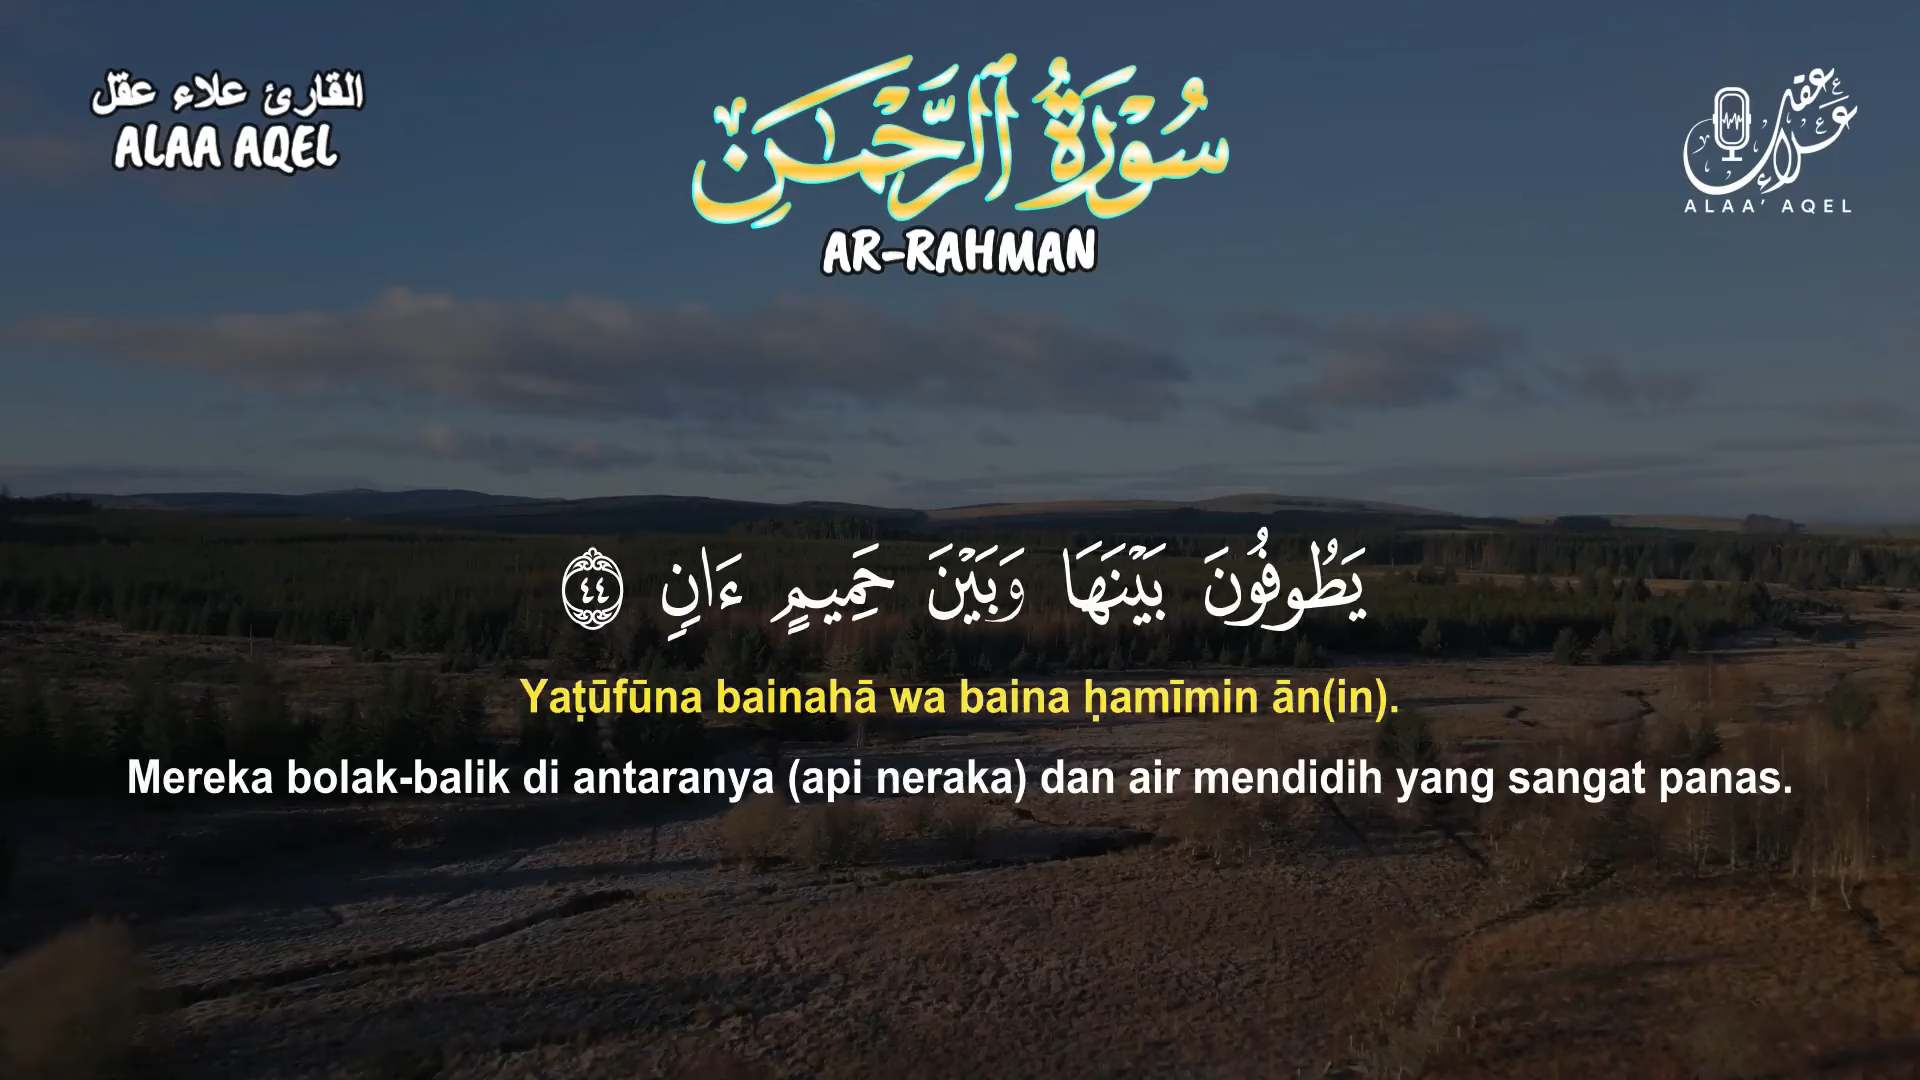 القارئ علاء عقل
ALAA AQEL
سُوْرَةُ ٱلرَّحْمَـٰنِ
AR-RAHMAN
علاء عقل
ALAA' AQEL
يَطُوفُونَ بَيْنَهَا وَبَيْنَ حَمِيمٍ ءَانٍ ٤٤
Yaṭūfūna bainahā wa baina ḥamīmin ān(in).
Mereka bolak-balik di antaranya (api neraka) dan air mendidih yang sangat panas.